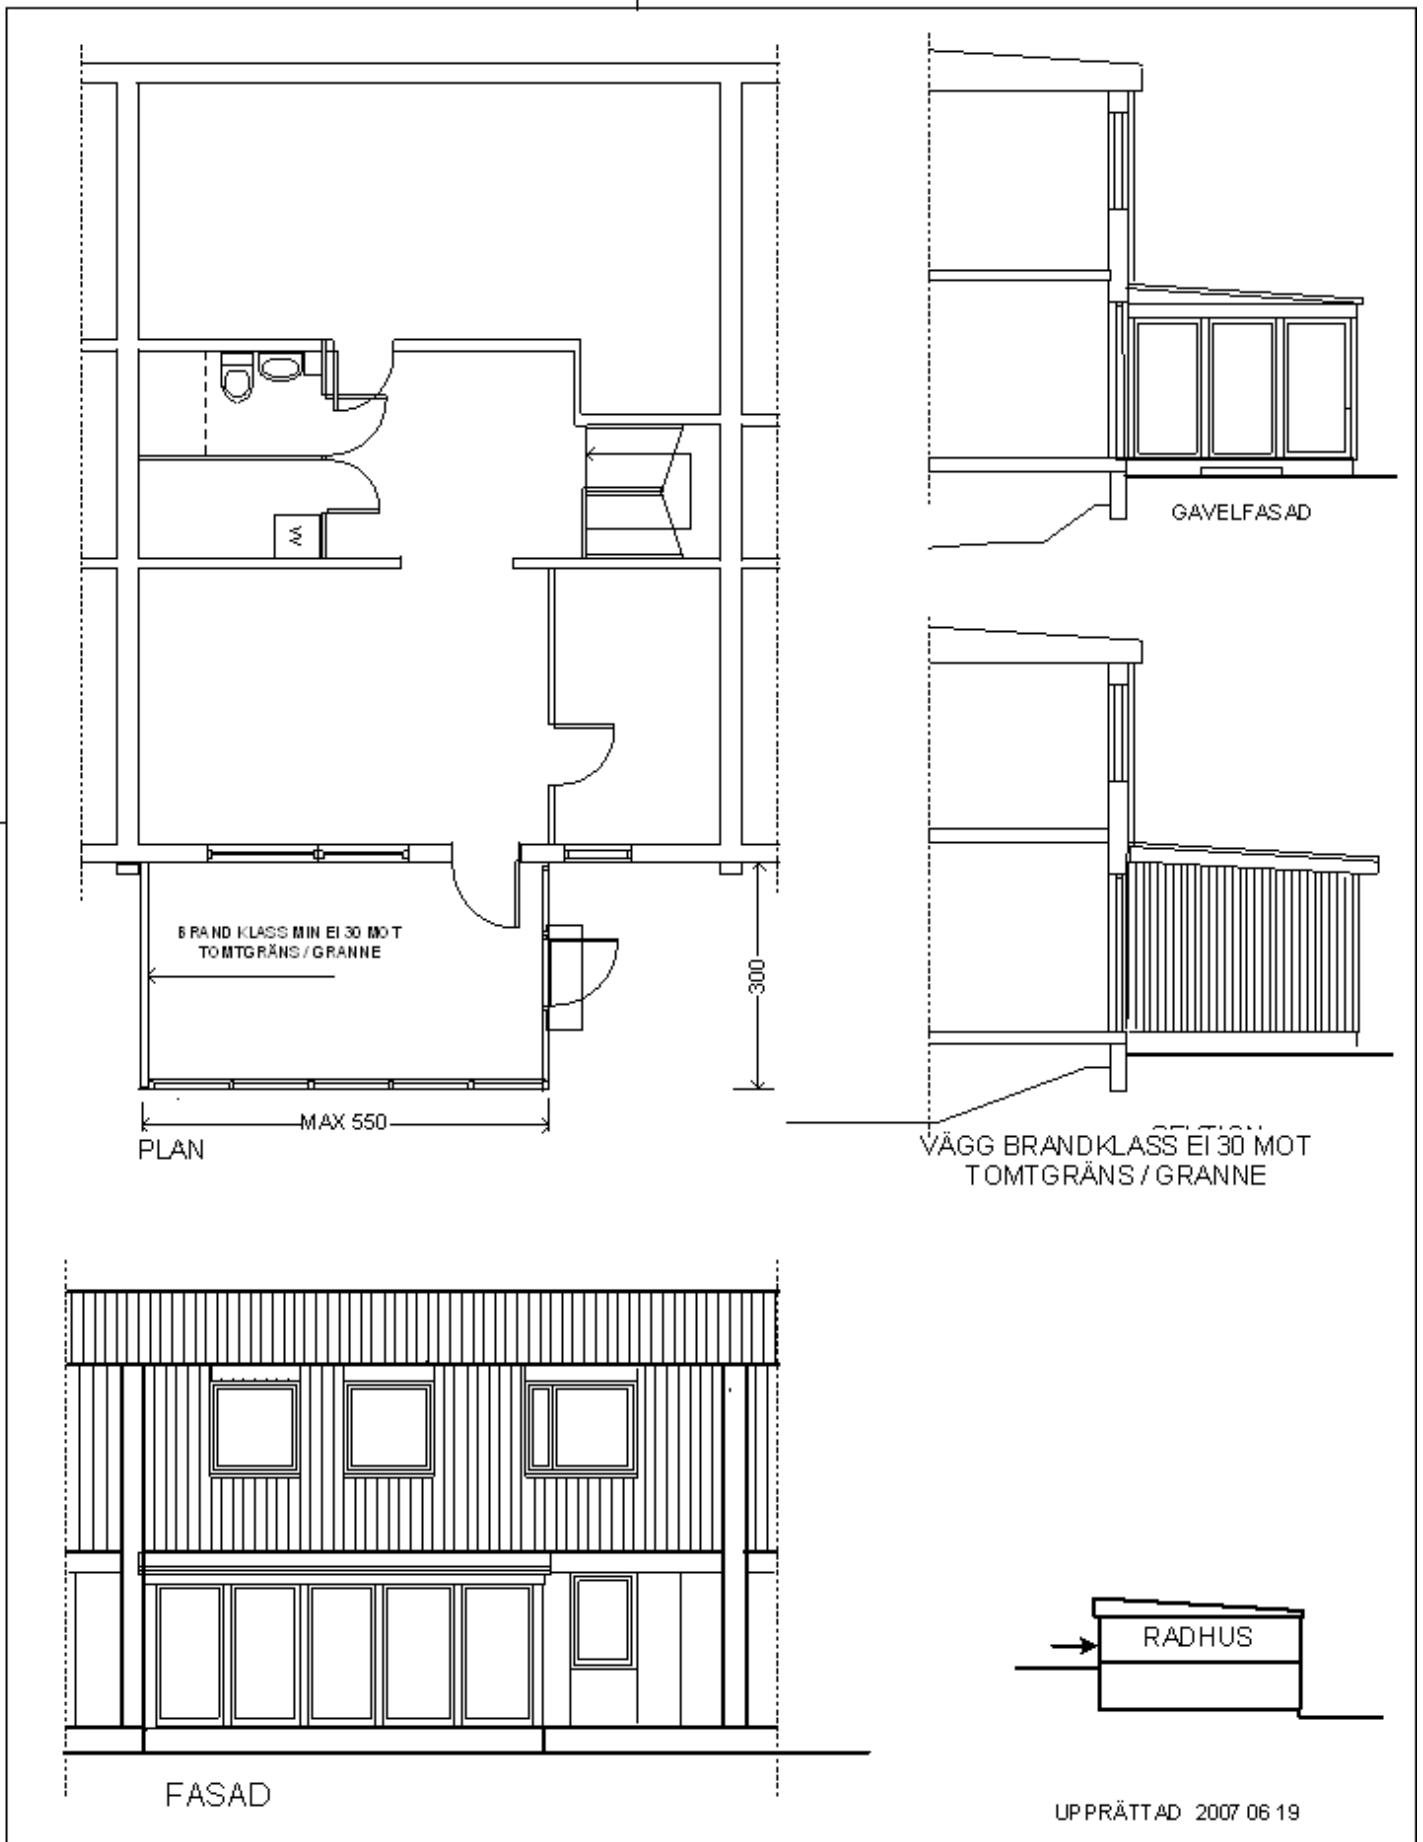 GAVELFASAD
BRAND KLASS MIN EI 30 MOT
TOMTGRÄNS / GRANNE
300
MAX 550
PLAN
VÄGG BRANDKLASS EI 30 MOT
TOMTGRÄNS / GRANNE
RADHUS
FASAD
UPPRÄTTAD 2007 06 19